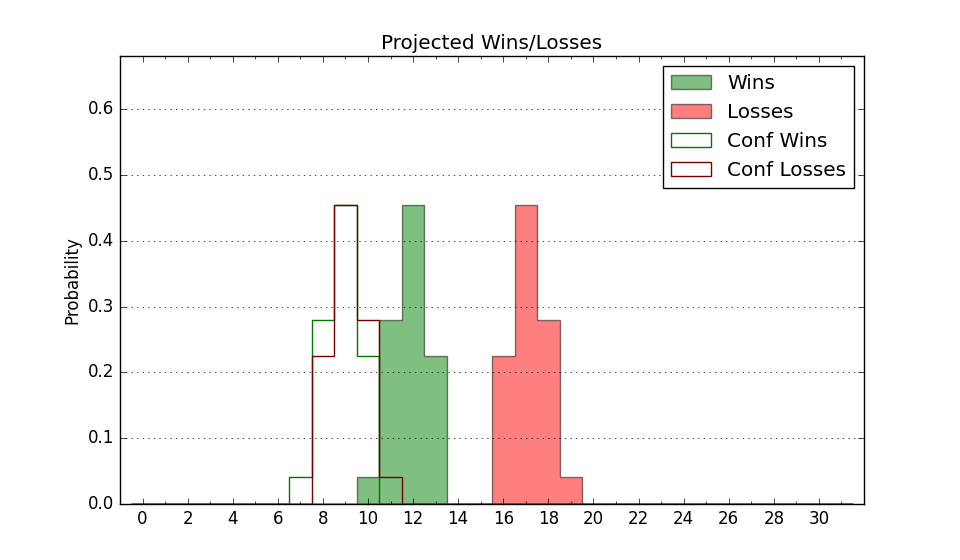 Projected Wins/Losses
Wins
Losses
Conf Wins
Conf Losses
Probability
0.6
0.5
0.4
0.3
0.2
0.1
0.0
0 2 4 6 8 10 12 14 16 18 20 22 24 26 28 30